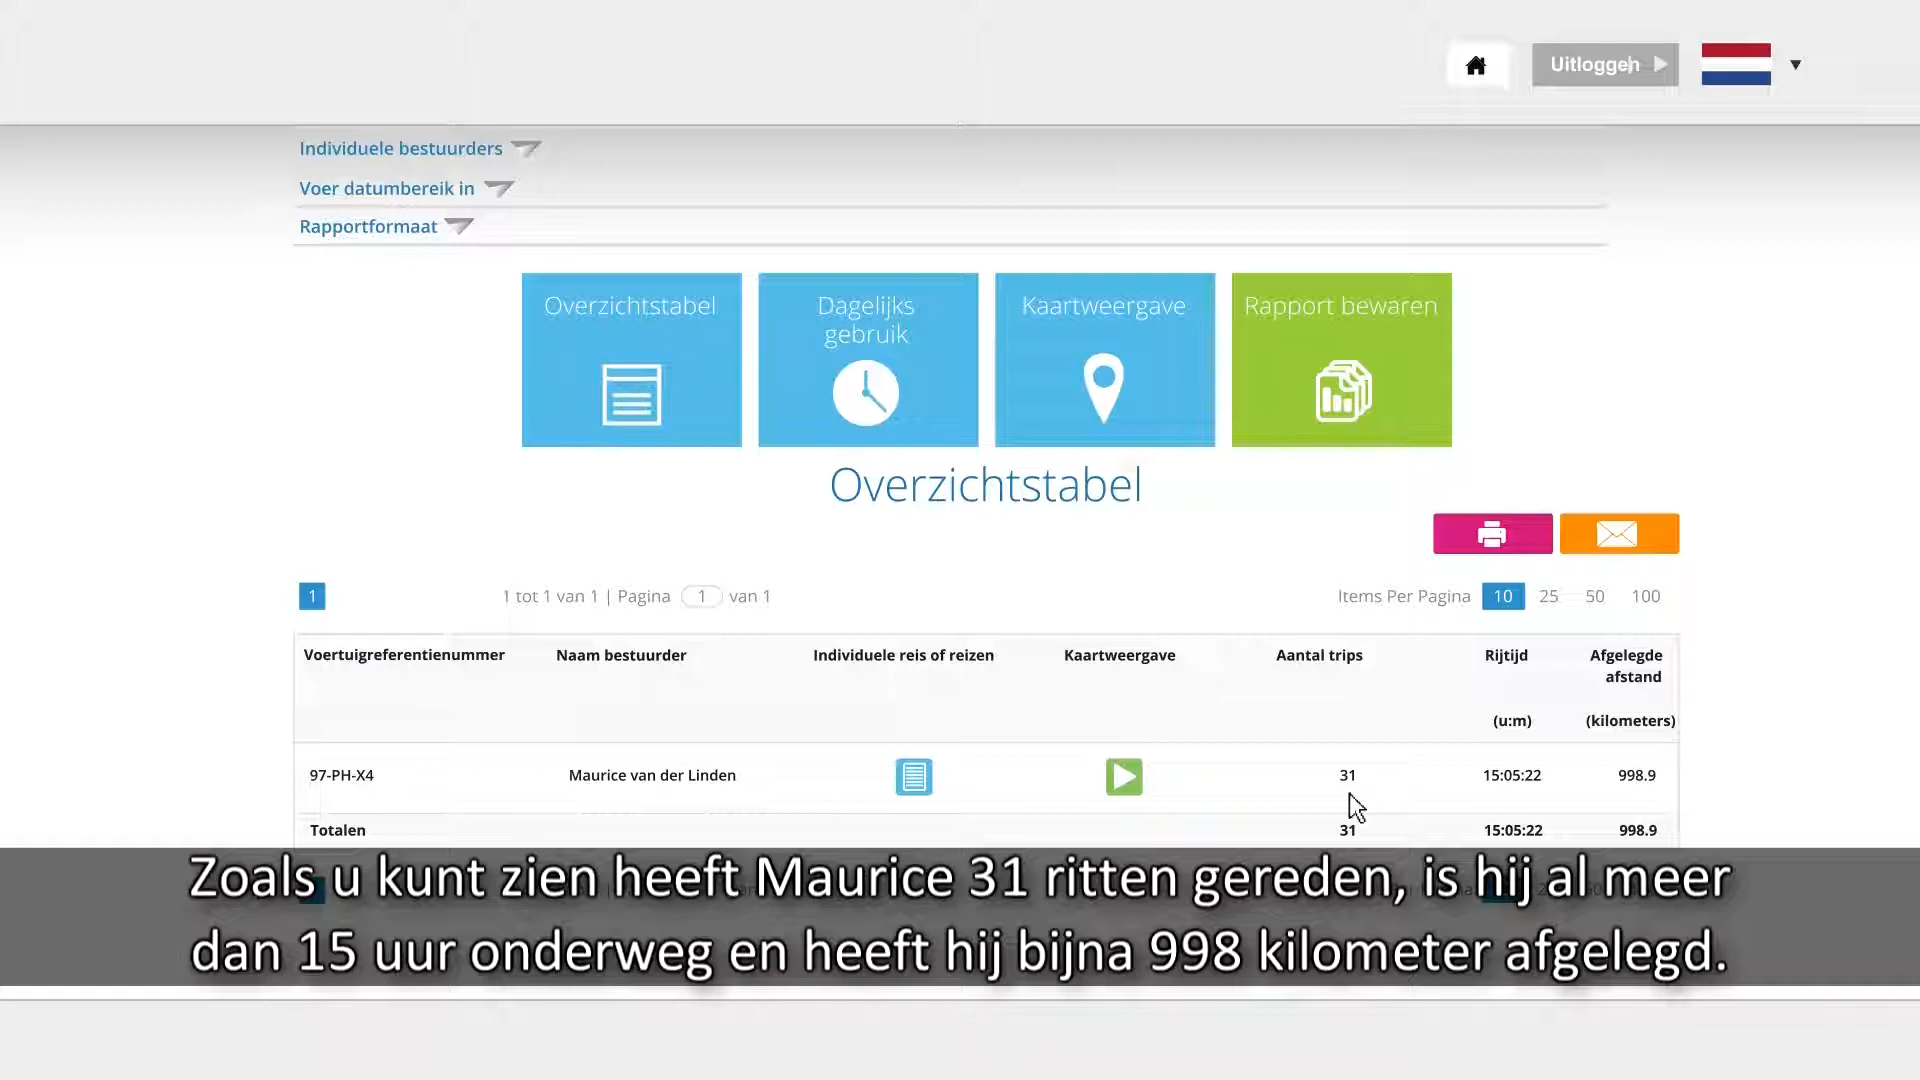 Uitloggen
Individuele bestuurders
Voer datumbereik in
Rapportformaat
Overzichtstabel
Dagelijks
gebruik
Kaartweergave
Rapport bewaren
Overzichtstabel
1
1 tot 1 van 1 | Pagina 1 van 1
Items Per Pagina 10 25 50 100
Voertuigreferentienummer Naam bestuurder Individuele reis of reizen Kaartweergave Aantal trips Rijtijd Afgelegde
afstand
(u:m) (kilometers)
97-PH-X4 Maurice van der Linden 31 15:05:22 998.9
Totalen 31 15:05:22 998.9
Zoals u kunt zien heeft Maurice 31 ritten gereden, is hij al meer
dan 15 uur onderweg en heeft hij bijna 998 kilometer afgelegd.